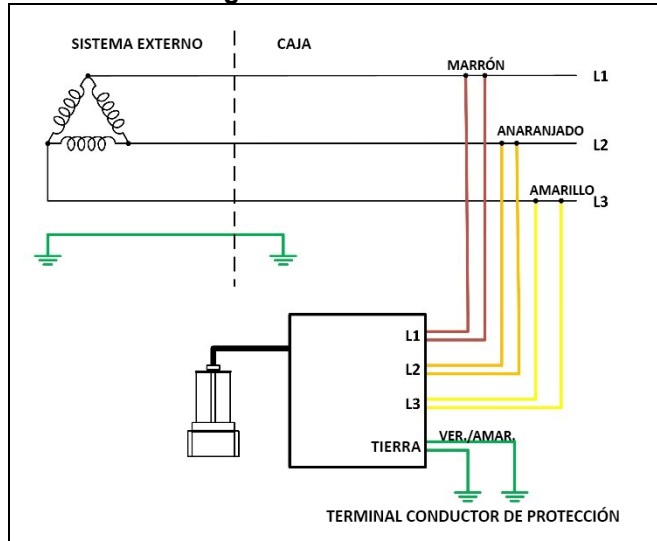 SISTEMA EXTERNO
CAJA
MARRÓN
L1
ANARANJADO
L2
AMARILLO
L3
L1
L2
L3
TIERRA
VER./AMAR.
TERMINAL CONDUCTOR DE PROTECCIÓN